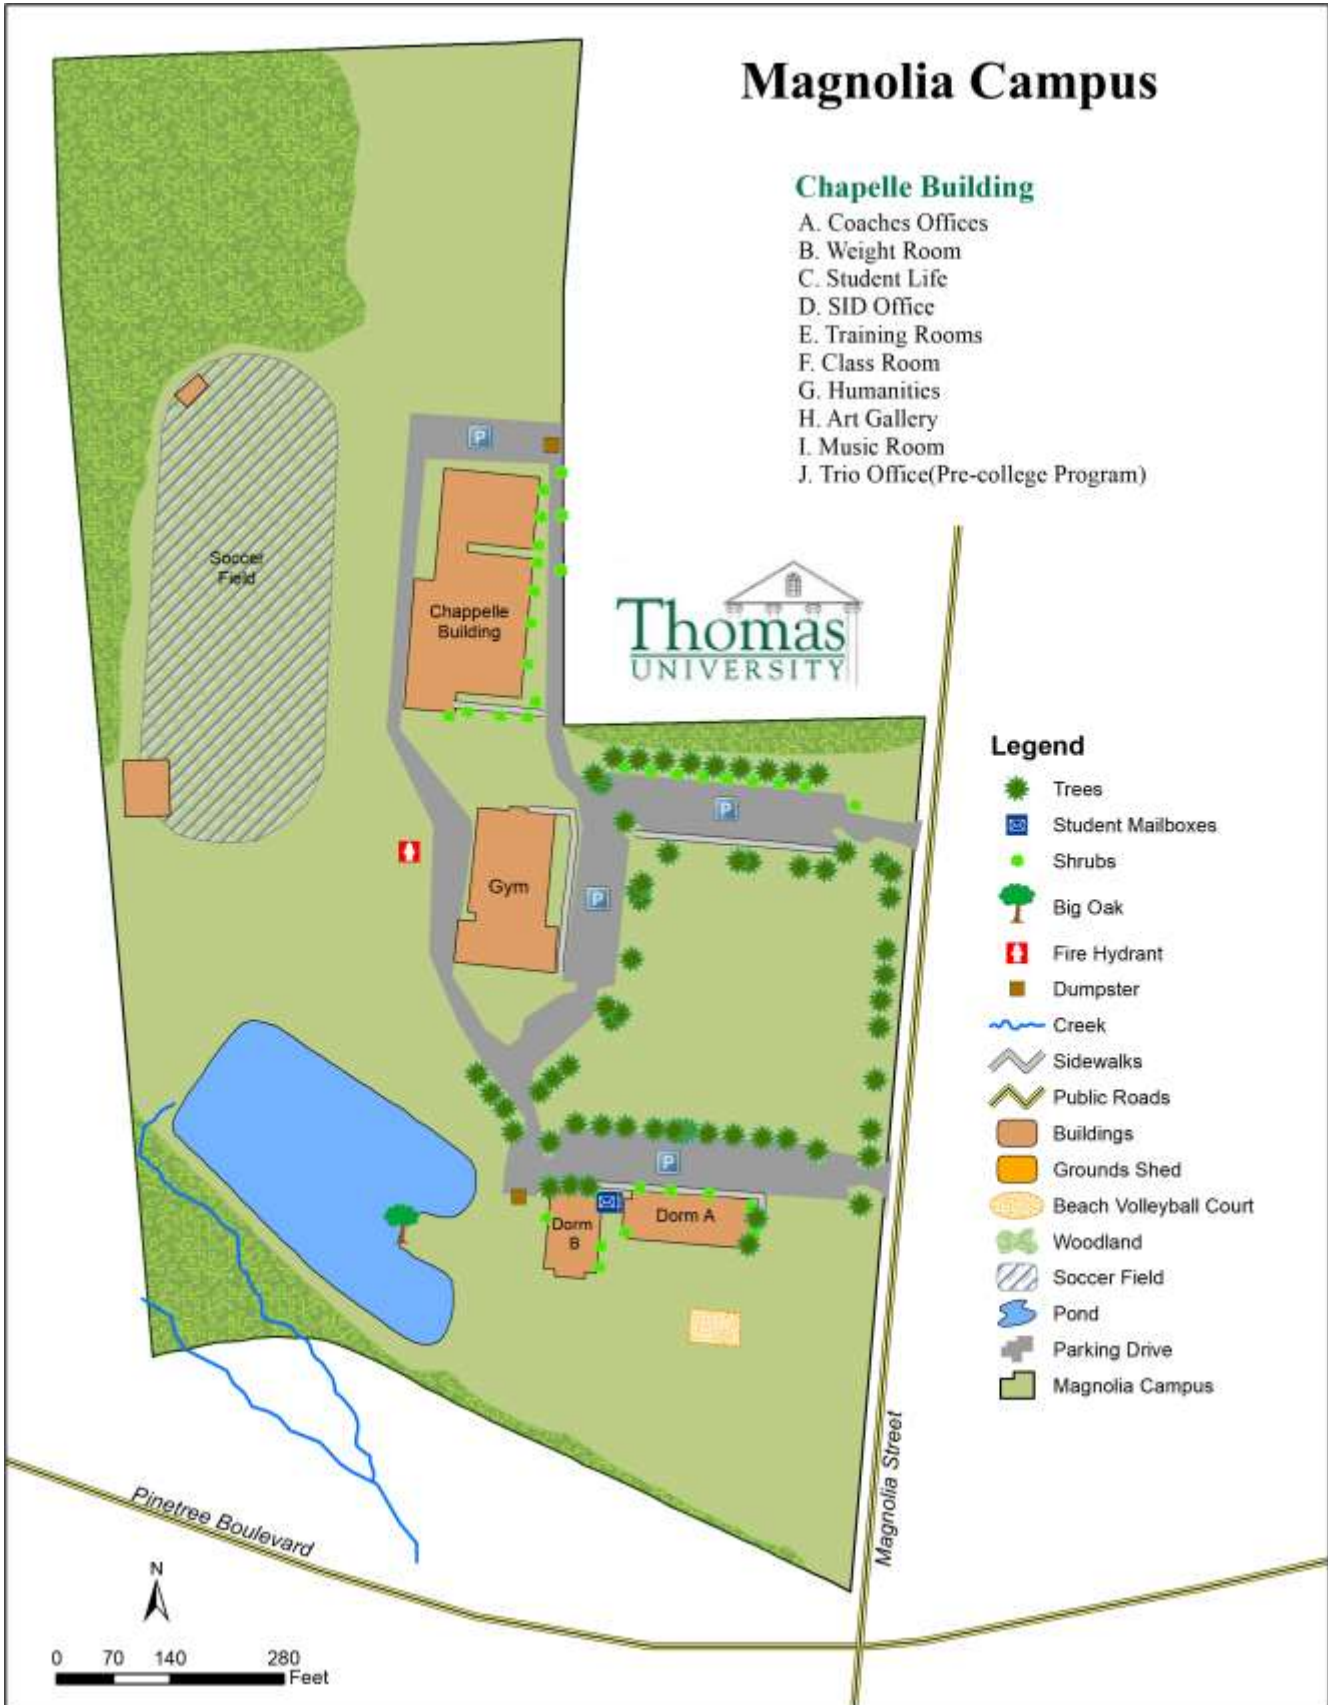 Magnolia Campus
Chapelle Building
A. Coaches Offices
B. Weight Room
C. Student Life
D. SID Office
E. Training Rooms
F. Class Room
G. Humanities
H. Art Gallery
I. Music Room
J. Trio Office(Pre-college Program)
P
Soccer
Field
Chappelle
Building
Thomas
UNIVERSITY
P
Gym
P
P
Dorm A
Dorm
B
Legend
Trees
Student Mailboxes
Shrubs
Big Oak
Fire Hydrant
Dumpster
Creek
Sidewalks
Public Roads
Buildings
Grounds Shed
Beach Volleyball Court
Woodland
Soccer Field
Pond
Parking Drive
Magnolia Campus
Magnolia Street
Pinetree Boulevard
N
0 70 140 280
Feet